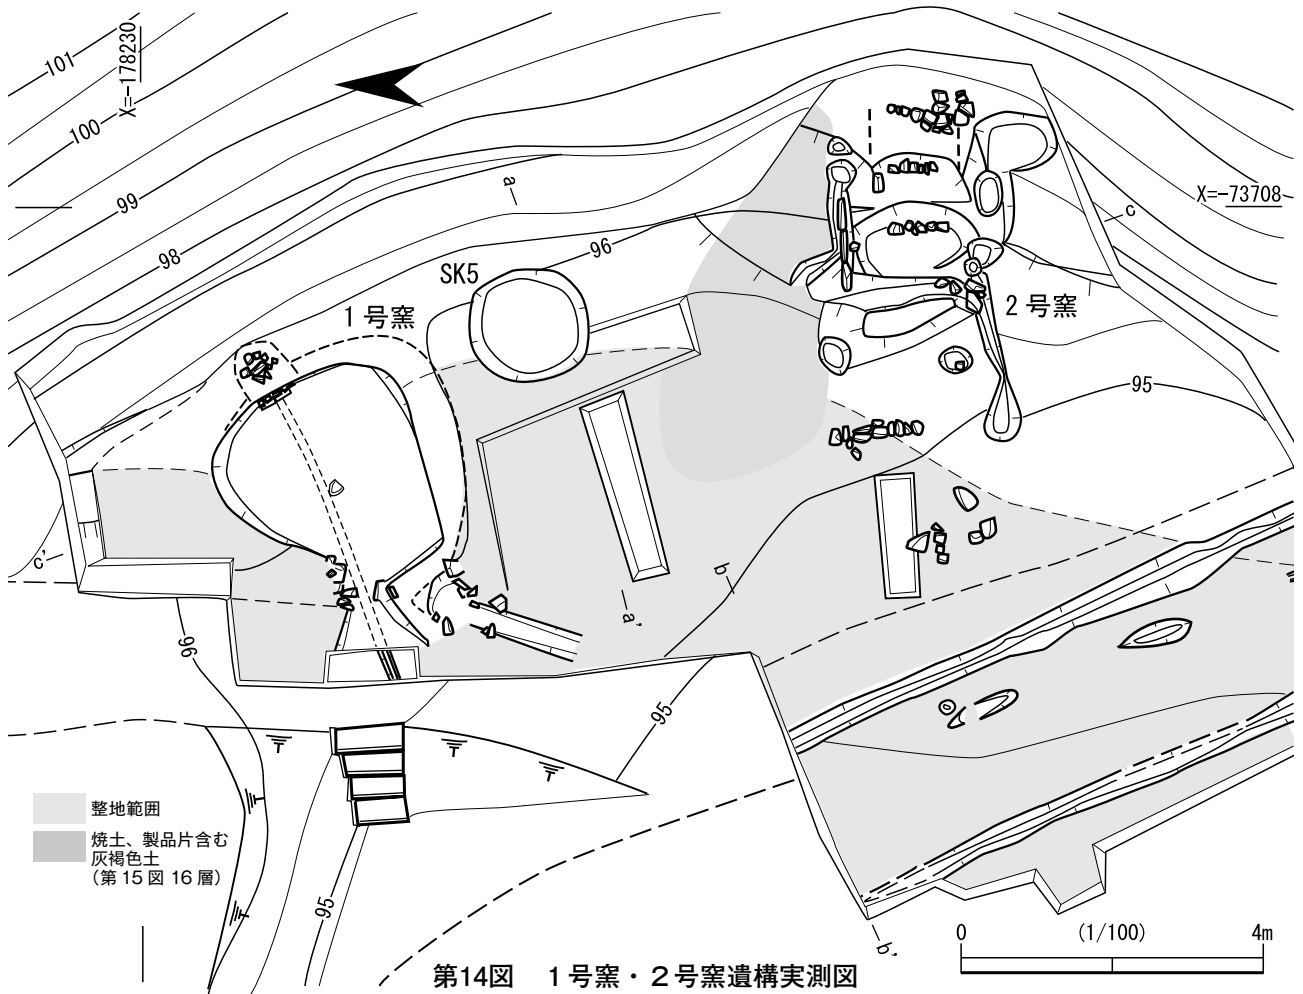 101
X=-178230
100
99
98
a
96
c
X=-73708
SK5
1号窯
2号窯
95
c'
b
a'
96
95
整地範囲
焼土、製品片含む
灰褐色土
(第15図16層)
95
b'
0 (1/100) 4m
第14図 1号窯・2号窯遺構実測図